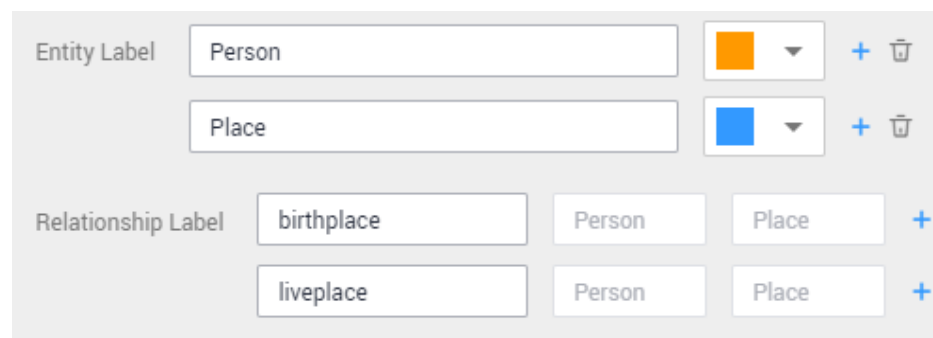 Entity Label Person
Place
Relationship Label birthplace Person Place
liveplace Person Place